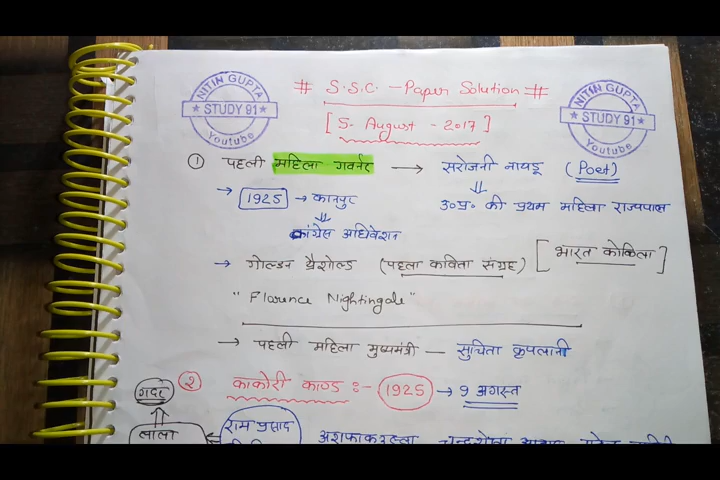 # S.S.C. - Paper Solution #
[ 5- August - 2017 ]
NITIN GUPTA
STUDY 91
Youtube
NITIN GUPTA
STUDY 91
Youtube
① पहली महिला गवर्नर → सरोजनी नायडू (Poet)
→ 1925 → कानपुर
उ०प्र० की प्रथम महिला राज्यपाल
कांग्रेस अधिवेशन
→ गोल्डन थ्रैशोल्ड (पहला कविता संग्रह) [भारत कोकिला]
"Florence Nightingale"
→ पहली महिला मुख्यमंत्री — सुचिता कृपलानी
② काकोरी काण्ड :- 1925 → 9 अगस्त
गदर
लाला
राम प्रसाद